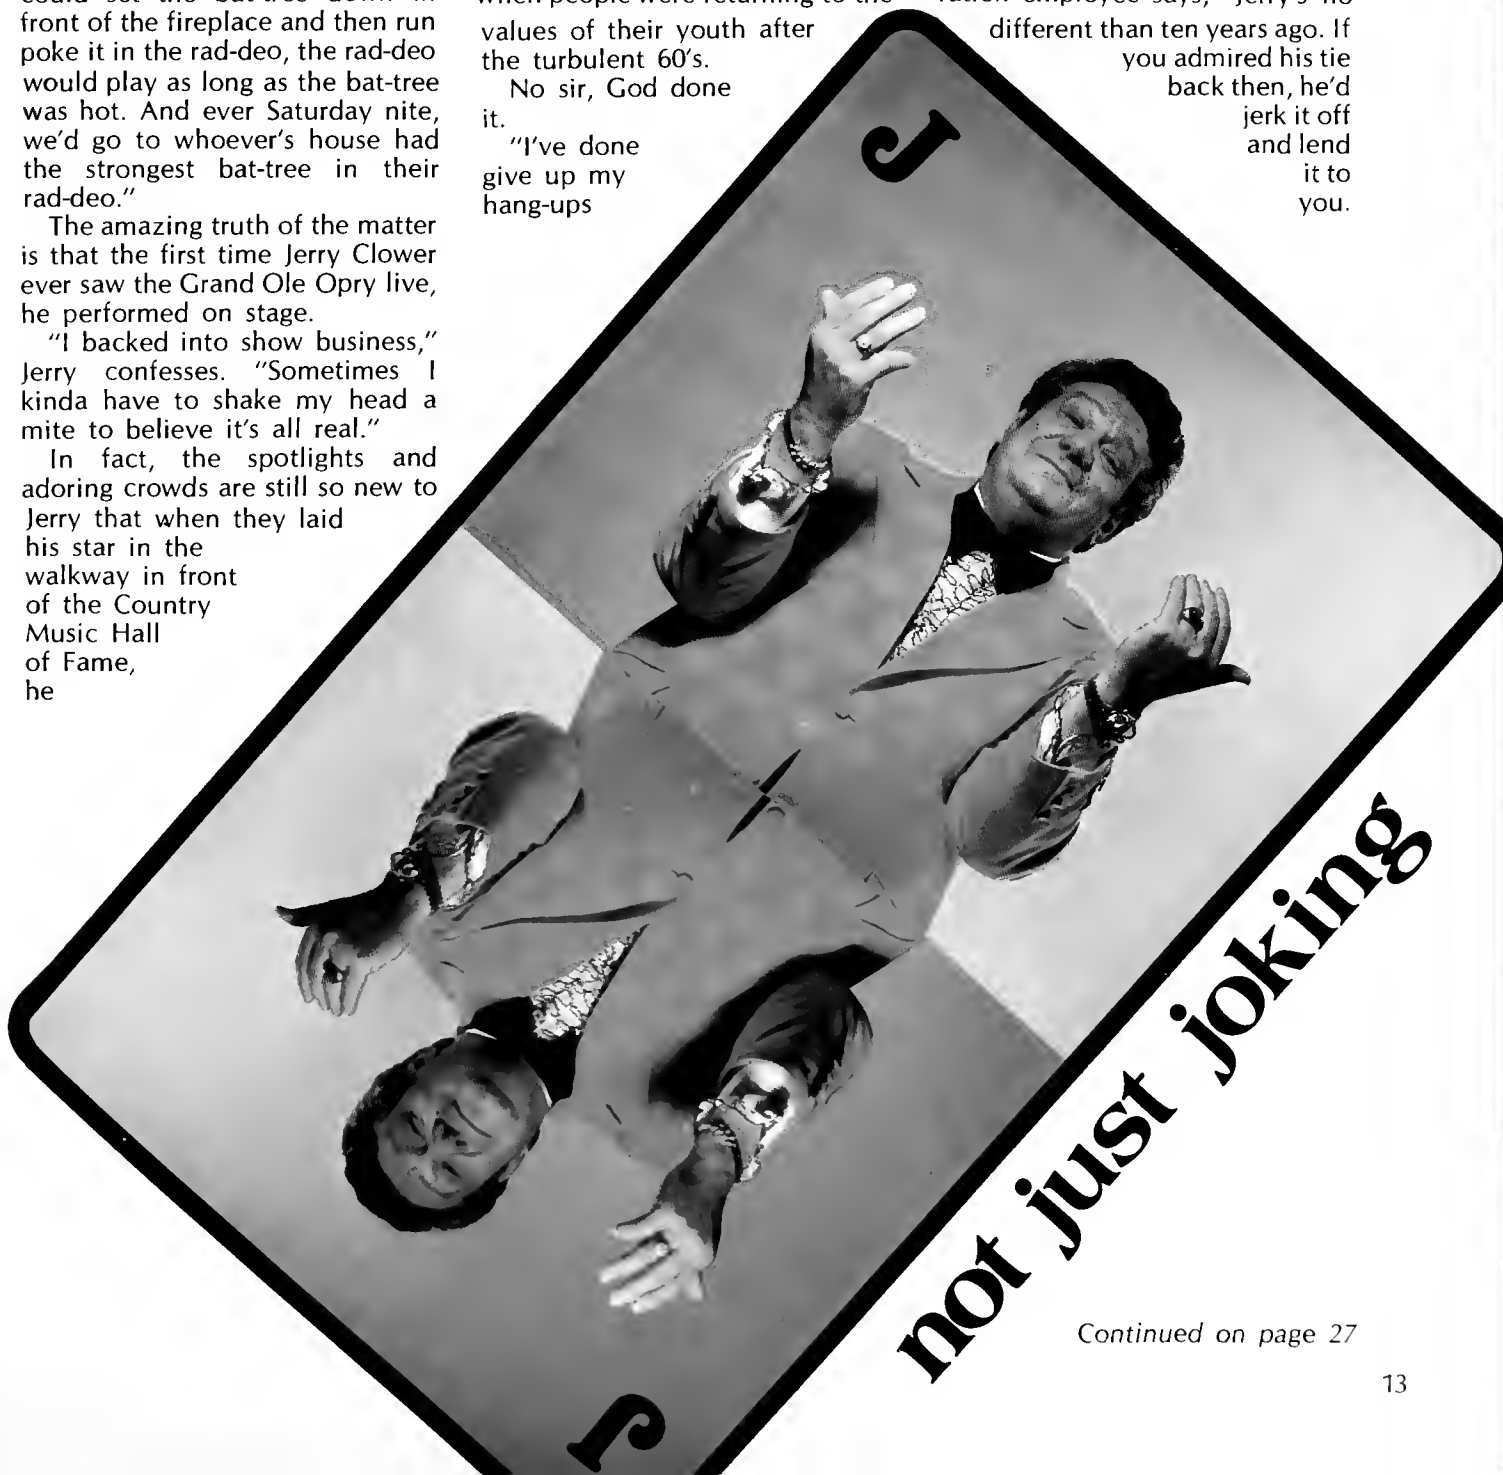 could set the bat-tree down in
front of the fireplace and then run
poke it in the rad-deo, the rad-deo
would play as long as the bat-tree
was hot. And ever Saturday nite,
we'd go to whoever's house had
the strongest bat-tree in their
rad-deo."
The amazing truth of the matter
is that the first time Jerry Clower
ever saw the Grand Ole Opry live,
he performed on stage.
"I backed into show business,"
Jerry confesses. "Sometimes I
kinda have to shake my head a
mite to believe it's all real."
In fact, the spotlights and
adoring crowds are still so new to
Jerry that when they laid
his star in the
walkway in front
of the Country
Music Hall
of Fame,
he
when people were returning to the
values of their youth after
the turbulent 60's.
No sir, God done
it.
"I've done
give up my
hang-ups
ration employee says, "Jerry's no
different than ten years ago. If
you admired his tie
back then, he'd
jerk it off
and lend
it to
you.
J
J
not just joking
Continued on page 27
13